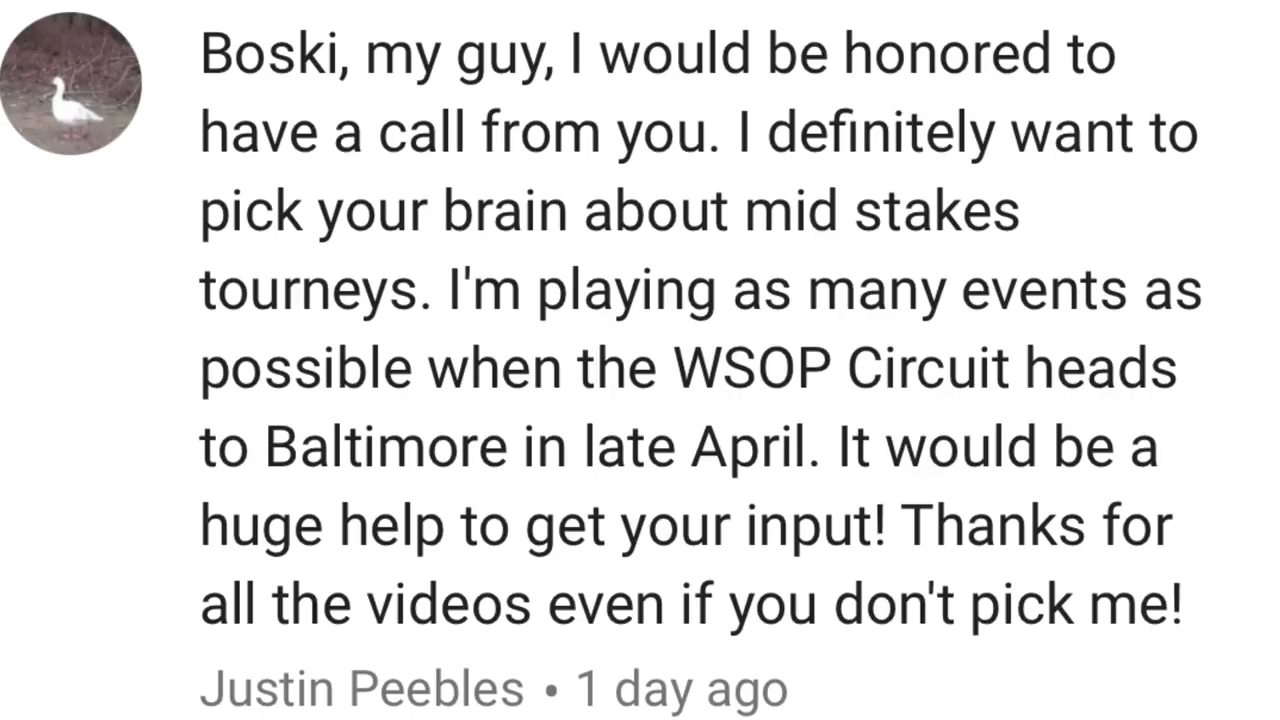 Boski, my guy, I would be honored to
have a call from you. I definitely want to
pick your brain about mid stakes
tourneys. I'm playing as many events as
possible when the WSOP Circuit heads
to Baltimore in late April. It would be a
huge help to get your input! Thanks for
all the videos even if you don't pick me!
Justin Peebles • 1 day ago